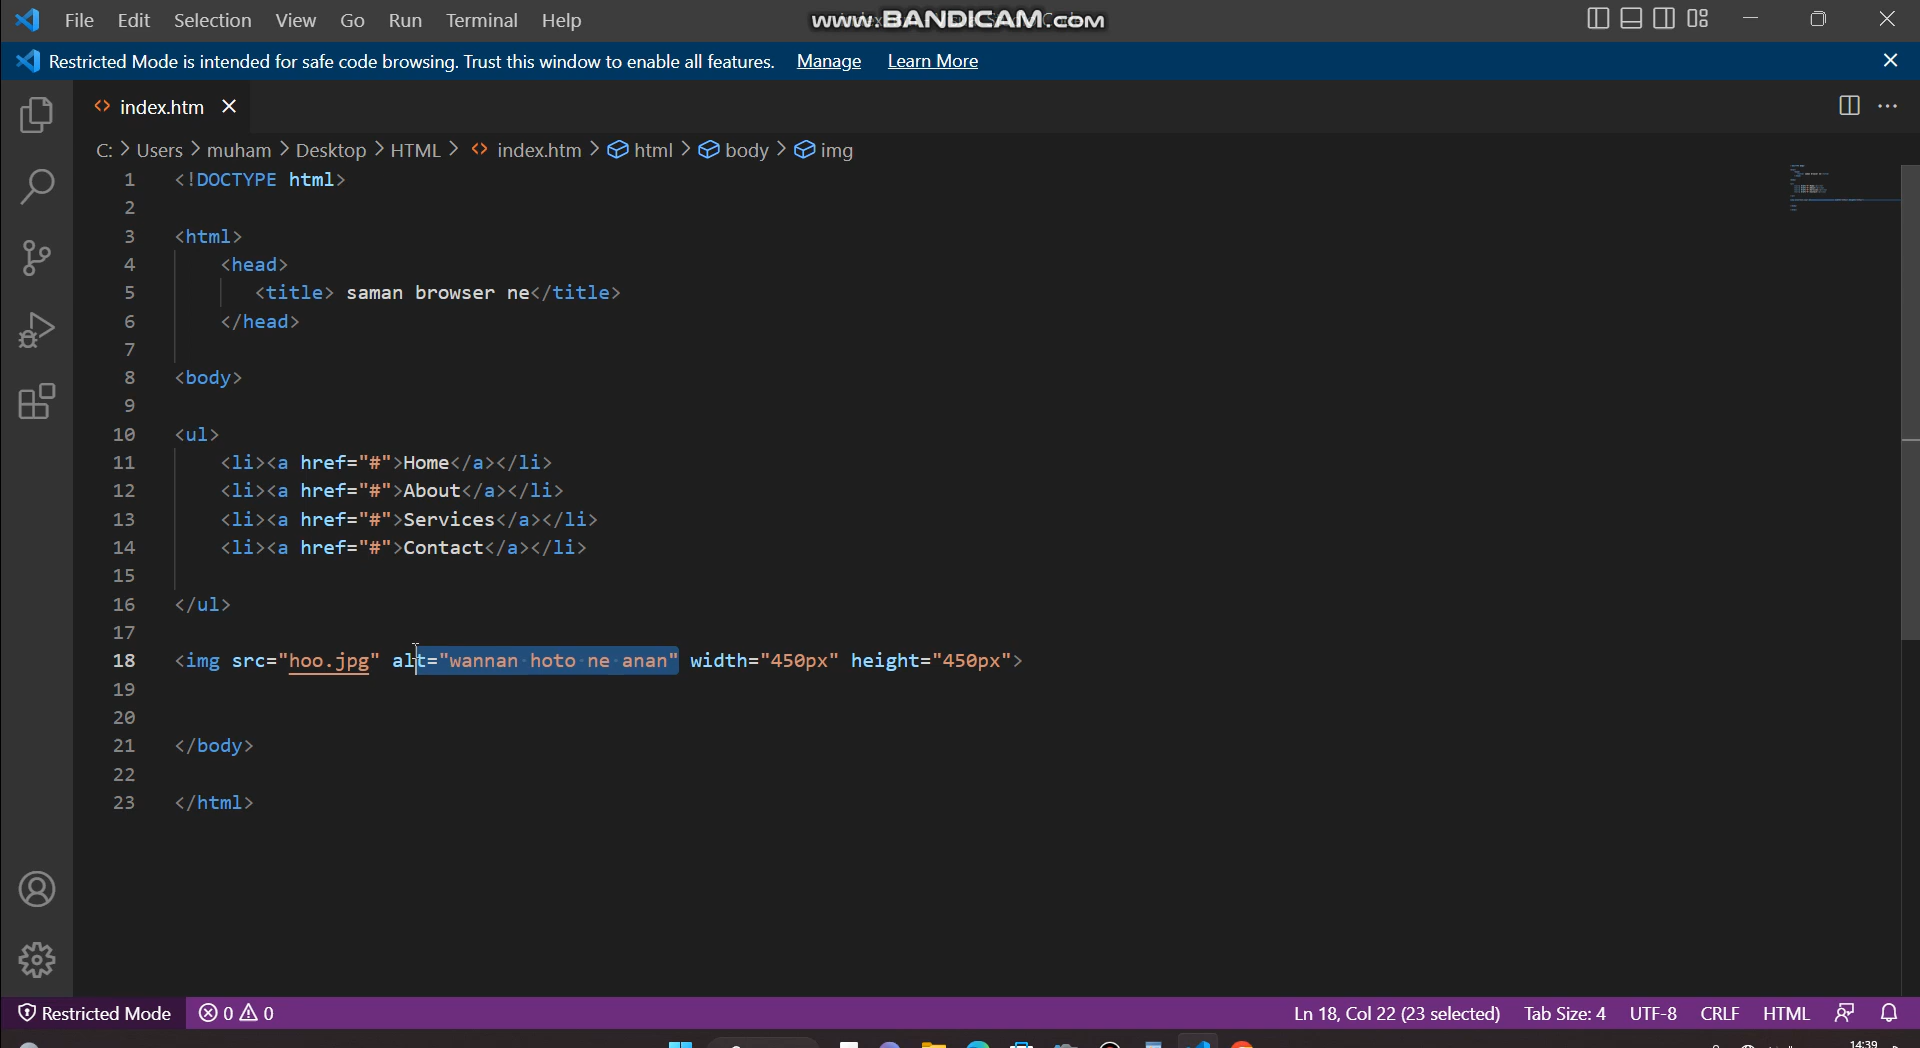 File Edit Selection View Go Run Terminal Help
www.BANDICAM.com
Restricted Mode is intended for safe code browsing. Trust this window to enable all features. Manage Learn More
index.htm
C: > Users > muham > Desktop > HTML > index.htm > html > body > img
1 <!DOCTYPE html>
2
3 <html>
4 <head>
5 <title> saman browser ne</title>
6 </head>
7
8 <body>
9
10 <ul>
11 <li><a href="#">Home</a></li>
12 <li><a href="#">About</a></li>
13 <li><a href="#">Services</a></li>
14 <li><a href="#">Contact</a></li>
15
16 </ul>
17
18 <img src="hoo.jpg" alt="wannan hoto ne anan" width="450px" height="450px">
19
20
21 </body>
22
23 </html>
Restricted Mode 0 0 Ln 18, Col 22 (23 selected) Tab Size: 4 UTF-8 CRLF HTML
14:39